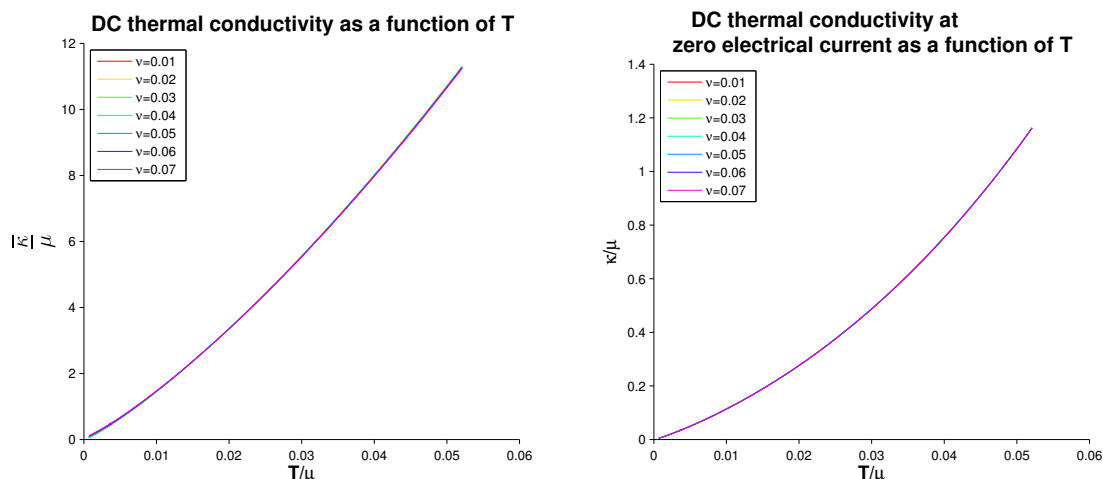 DC thermal conductivity as a function of T
12
10
8
6
4
2
0
ν=0.01
ν=0.02
ν=0.03
ν=0.04
ν=0.05
ν=0.06
ν=0.07
κ̅/μ
0 0.01 0.02 0.03 0.04 0.05 0.06
T/μ
DC thermal conductivity at
zero electrical current as a function of T
1.4
1.2
1
0.8
0.6
0.4
0.2
0
ν=0.01
ν=0.02
ν=0.03
ν=0.04
ν=0.05
ν=0.06
ν=0.07
κ/μ
0 0.01 0.02 0.03 0.04 0.05 0.06
T/μ